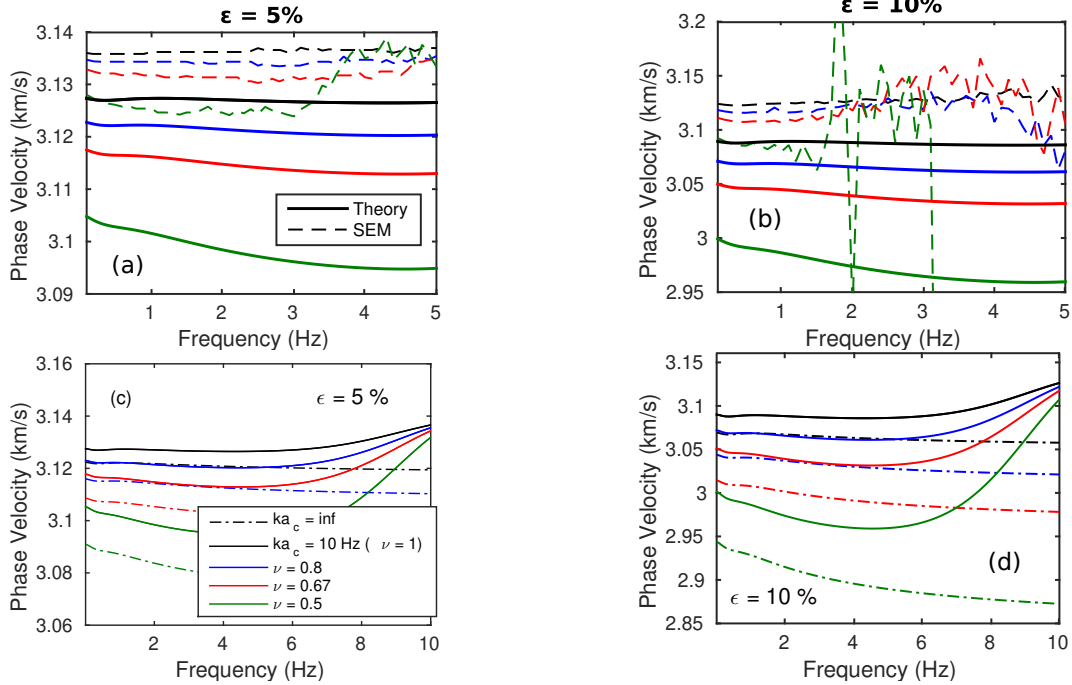 ε = 5%
3.14
3.13
3.12
3.11
3.1
3.09
Phase Velocity (km/s)
Theory
SEM
(a)
1 2 3 4 5
Frequency (Hz)
ε = 10%
3.2
3.15
3.1
3.05
3
2.95
Phase Velocity (km/s)
(b)
1 2 3 4 5
Frequency (Hz)
3.16
3.14
3.12
3.1
3.08
3.06
Phase Velocity (km/s)
(c)
ϵ = 5 %
ka c = inf
ka c = 10 Hz ( ν = 1)
ν = 0.8
ν = 0.67
ν = 0.5
2 4 6 8 10
Frequency (Hz)
3.15
3.1
3.05
3
2.95
2.9
2.85
Phase Velocity (km/s)
(d)
ϵ = 10 %
2 4 6 8 10
Frequency (Hz)